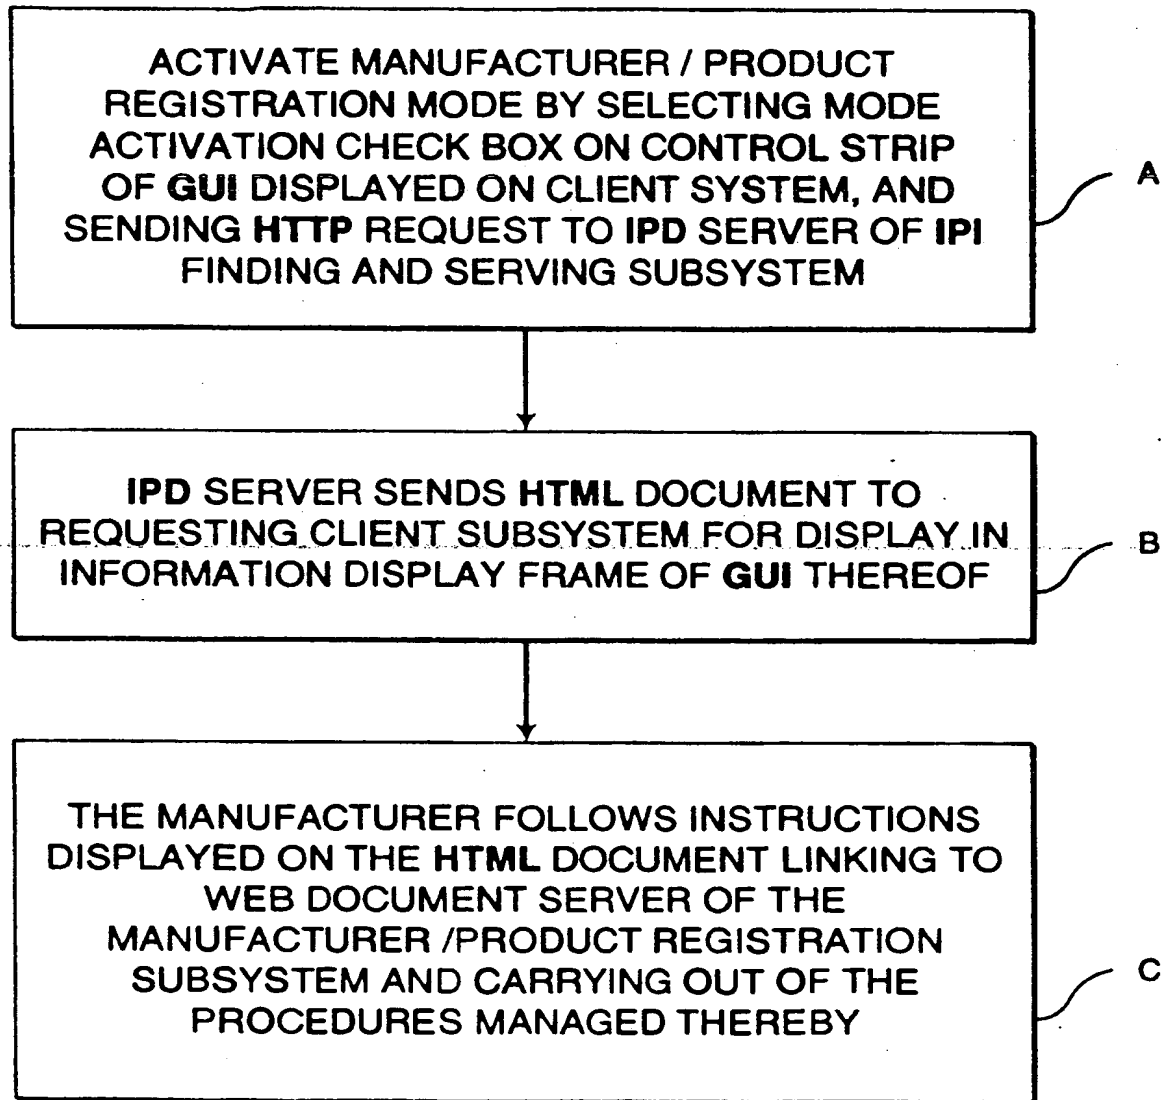 ACTIVATE MANUFACTURER / PRODUCT
REGISTRATION MODE BY SELECTING MODE
ACTIVATION CHECK BOX ON CONTROL STRIP
OF GUI DISPLAYED ON CLIENT SYSTEM, AND
SENDING HTTP REQUEST TO IPD SERVER OF IPI
FINDING AND SERVING SUBSYSTEM
A
IPD SERVER SENDS HTML DOCUMENT TO
REQUESTING CLIENT SUBSYSTEM FOR DISPLAY IN
INFORMATION DISPLAY FRAME OF GUI THEREOF
B
THE MANUFACTURER FOLLOWS INSTRUCTIONS
DISPLAYED ON THE HTML DOCUMENT LINKING TO
WEB DOCUMENT SERVER OF THE
MANUFACTURER /PRODUCT REGISTRATION
SUBSYSTEM AND CARRYING OUT OF THE
PROCEDURES MANAGED THEREBY
C